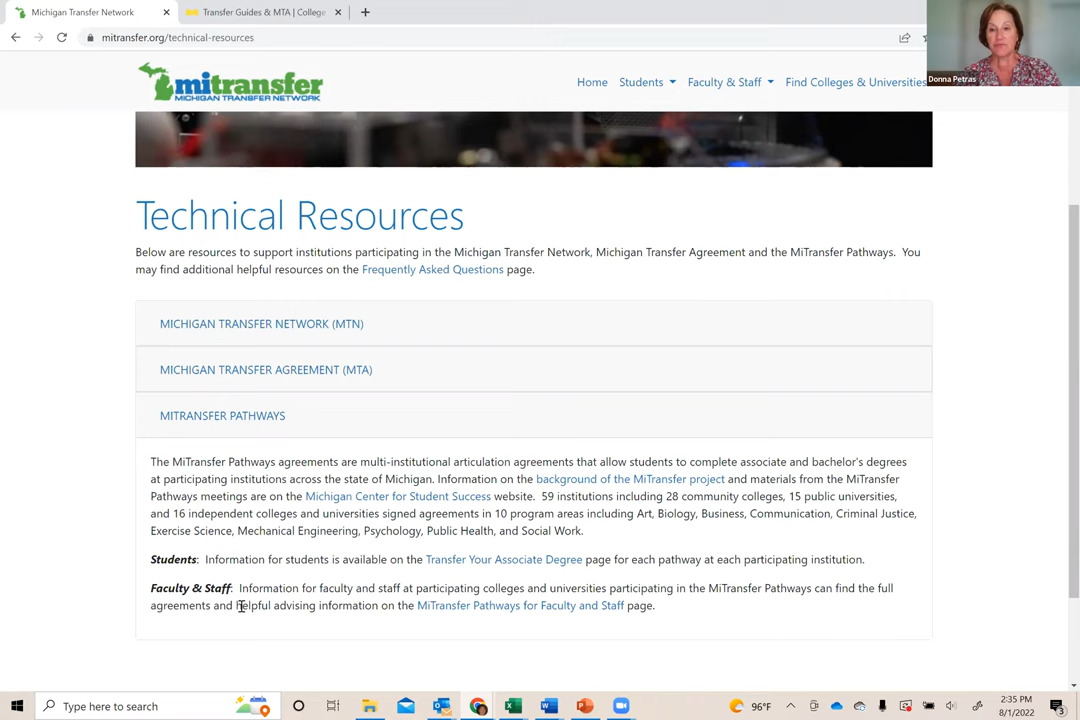 Michigan Transfer Network
Transfer Guides & MTA | College
mitransfer.org/technical-resources
Donna Petras
mitransfer
MICHIGAN TRANSFER NETWORK
Home Students Faculty & Staff Find Colleges & Universities
Technical Resources
Below are resources to support institutions participating in the Michigan Transfer Network, Michigan Transfer Agreement and the MiTransfer Pathways. You
may find additional helpful resources on the Frequently Asked Questions page.
MICHIGAN TRANSFER NETWORK (MTN)
MICHIGAN TRANSFER AGREEMENT (MTA)
MITRANSFER PATHWAYS
The MiTransfer Pathways agreements are multi-institutional articulation agreements that allow students to complete associate and bachelor's degrees
at participating institutions across the state of Michigan. Information on the background of the MiTransfer project and materials from the MiTransfer
Pathways meetings are on the Michigan Center for Student Success website. 59 institutions including 28 community colleges, 15 public universities,
and 16 independent colleges and universities signed agreements in 10 program areas including Art, Biology, Business, Communication, Criminal Justice,
Exercise Science, Mechanical Engineering, Psychology, Public Health, and Social Work.
Students: Information for students is available on the Transfer Your Associate Degree page for each pathway at each participating institution.
Faculty & Staff: Information for faculty and staff at participating colleges and universities participating in the MiTransfer Pathways can find the full
agreements and helpful advising information on the MiTransfer Pathways for Faculty and Staff page.
Type here to search
96°F
2:35 PM
8/1/2022
3